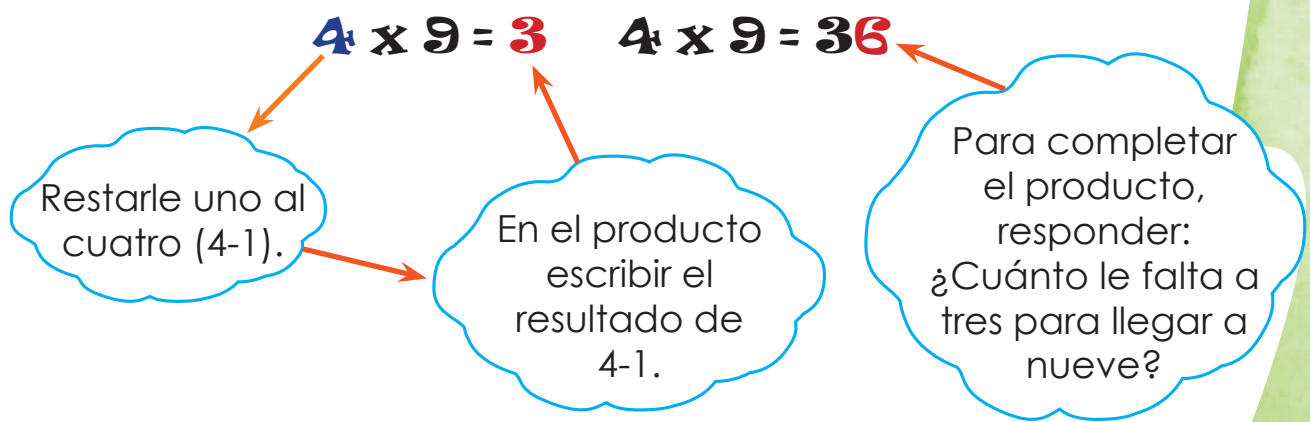 4 x 9 = 3 4 x 9 = 36
Restarle uno al
cuatro (4-1).
En el producto
escribir el
resultado de
4-1.
Para completar
el producto,
responder:
¿Cuánto le falta a
tres para llegar a
nueve?